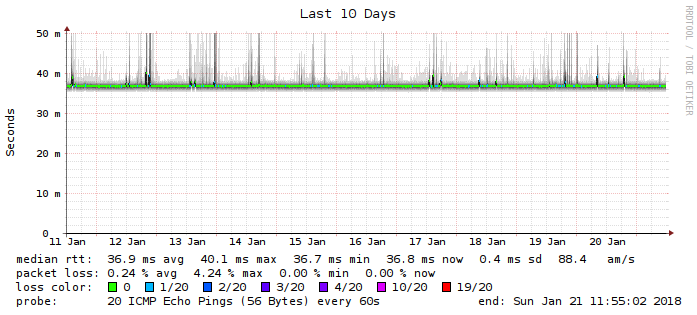 Last 10 Days
RRDTOOL / TOBI OETIKER
Seconds
50 m
40 m
30 m
20 m
10 m
0
11 Jan 12 Jan 13 Jan 14 Jan 15 Jan 16 Jan 17 Jan 18 Jan 19 Jan 20 Jan
median rtt: 36.9 ms avg 40.1 ms max 36.7 ms min 36.8 ms now 0.4 ms sd 88.4 am/s
packet loss: 0.24 % avg 4.24 % max 0.00 % min 0.00 % now
loss color: 0 1/20 2/20 3/20 4/20 10/20 19/20
probe: 20 ICMP Echo Pings (56 Bytes) every 60s end: Sun Jan 21 11:55:02 2018